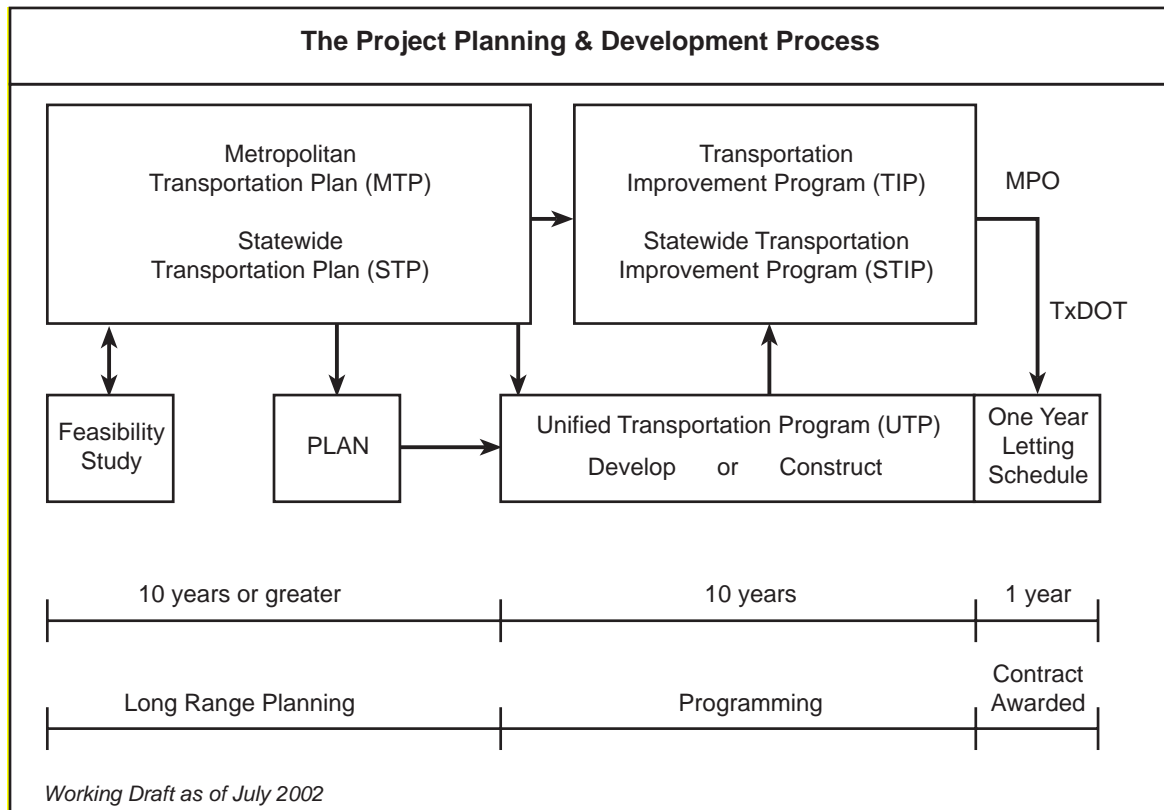 The Project Planning & Development Process
Metropolitan
Transportation Plan (MTP)
Statewide
Transportation Plan (STP)
Transportation
Improvement Program (TIP)
Statewide Transportation
Improvement Program (STIP)
MPO
TxDOT
Feasibility
Study
PLAN
Unified Transportation Program (UTP)
Develop or Construct
One Year
Letting
Schedule
10 years or greater
10 years
1 year
Long Range Planning
Programming
Contract
Awarded
Working Draft as of July 2002